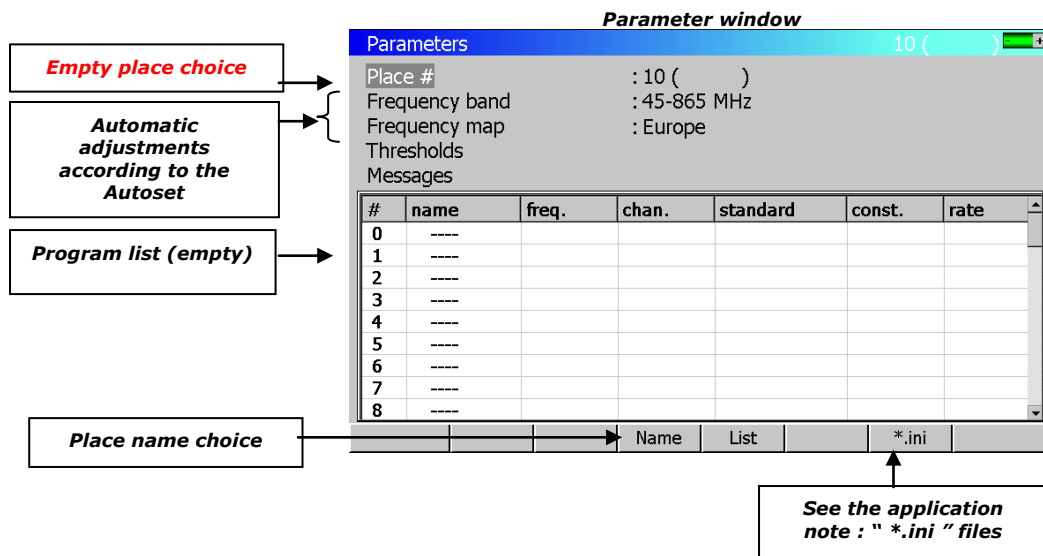 Parameter window
Parameters 10 ( ) - +
Empty place choice
Place # : 10 ( )
Frequency band : 45-865 MHz
Frequency map : Europe
Thresholds
Messages
Automatic
adjustments
according to the
Autoset
# name freq. chan. standard const. rate
0 ----
1 ----
2 ----
3 ----
4 ----
5 ----
6 ----
7 ----
8 ----
Program list (empty)
Place name choice
Name List *.ini
See the application
note : “ *.ini ” files